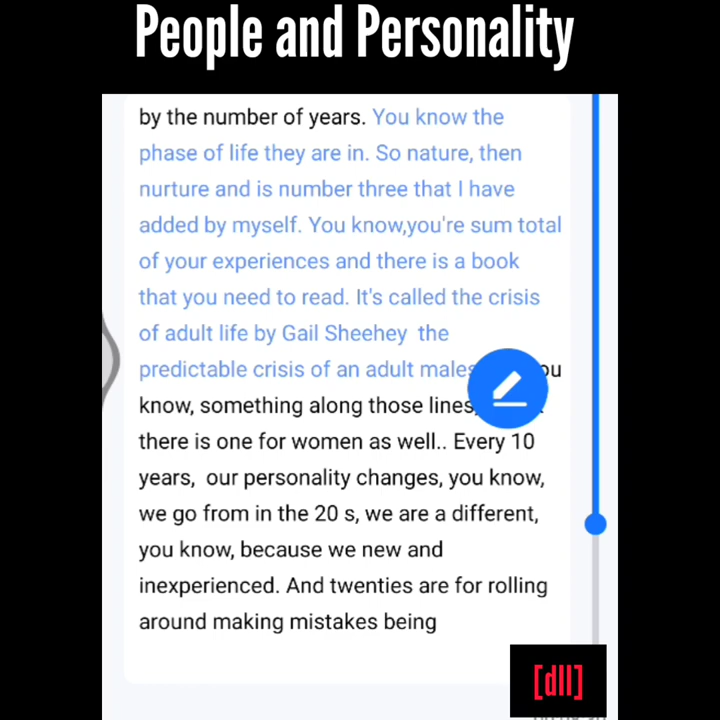 People and Personality
by the number of years. You know the
phase of life they are in. So nature, then
nurture and is number three that I have
added by myself. You know,you're sum total
of your experiences and there is a book
that you need to read. It's called the crisis
of adult life by Gail Sheehey the
predictable crisis of an adult males
know, something along those lines,
there is one for women as well.. Every 10
years, our personality changes, you know,
we go from in the 20 s, we are a different,
you know, because we new and
inexperienced. And twenties are for rolling
around making mistakes being
[dll]